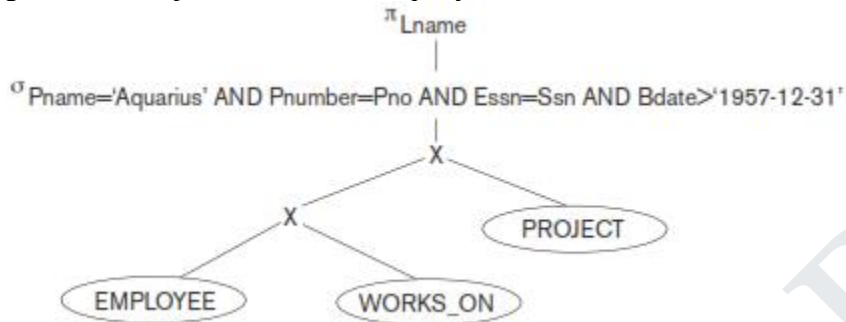 π Lname
σ Pname='Aquarius' AND Pnumber=Pno AND Essn=Ssn AND Bdate>'1957-12-31'
X
X
PROJECT
EMPLOYEE
WORKS_ON